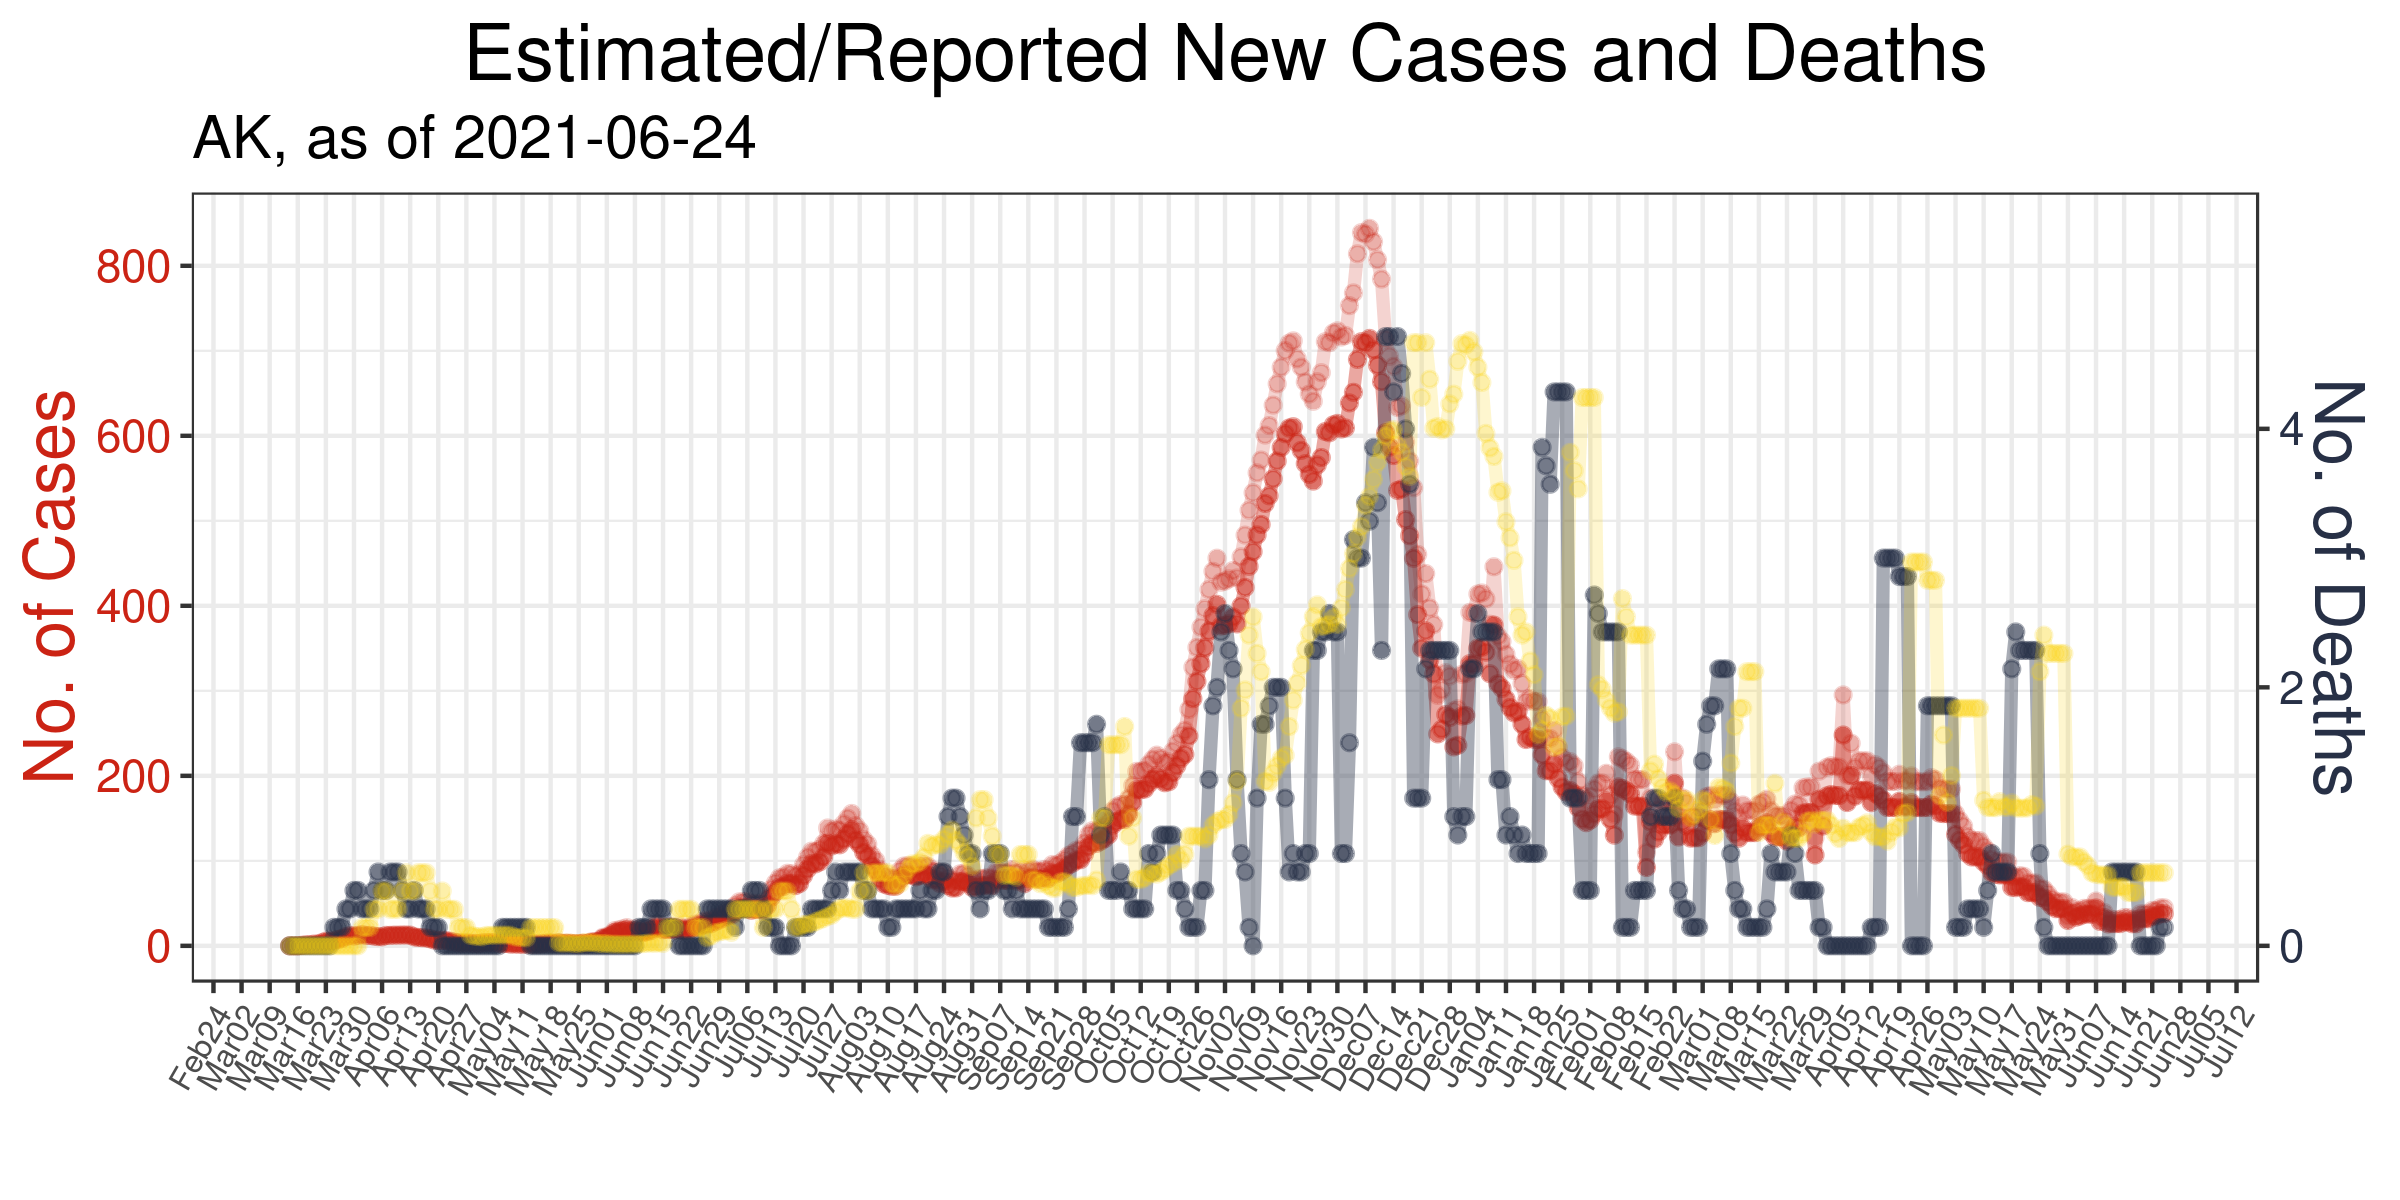 Estimated/Reported New Cases and Deaths
AK, as of 2021-06-24
No. of Cases
800
600
400
200
0
No. of Deaths
4
2
0
Feb24
Mar02
Mar09
Mar16
Mar23
Mar30
Apr06
Apr13
Apr20
Apr27
May04
May11
May18
May25
Jun01
Jun08
Jun15
Jun22
Jun29
Jul06
Jul13
Jul20
Jul27
Aug03
Aug10
Aug17
Aug24
Aug31
Sep07
Sep14
Sep21
Sep28
Oct05
Oct12
Oct19
Oct26
Nov02
Nov09
Nov16
Nov23
Nov30
Dec07
Dec14
Dec21
Dec28
Jan04
Jan11
Jan18
Jan25
Feb01
Feb08
Feb15
Feb22
Mar01
Mar08
Mar15
Mar22
Mar29
Apr05
Apr12
Apr19
Apr26
May03
May10
May17
May24
May31
Jun07
Jun14
Jun21
Jun28
Jul05
Jul12